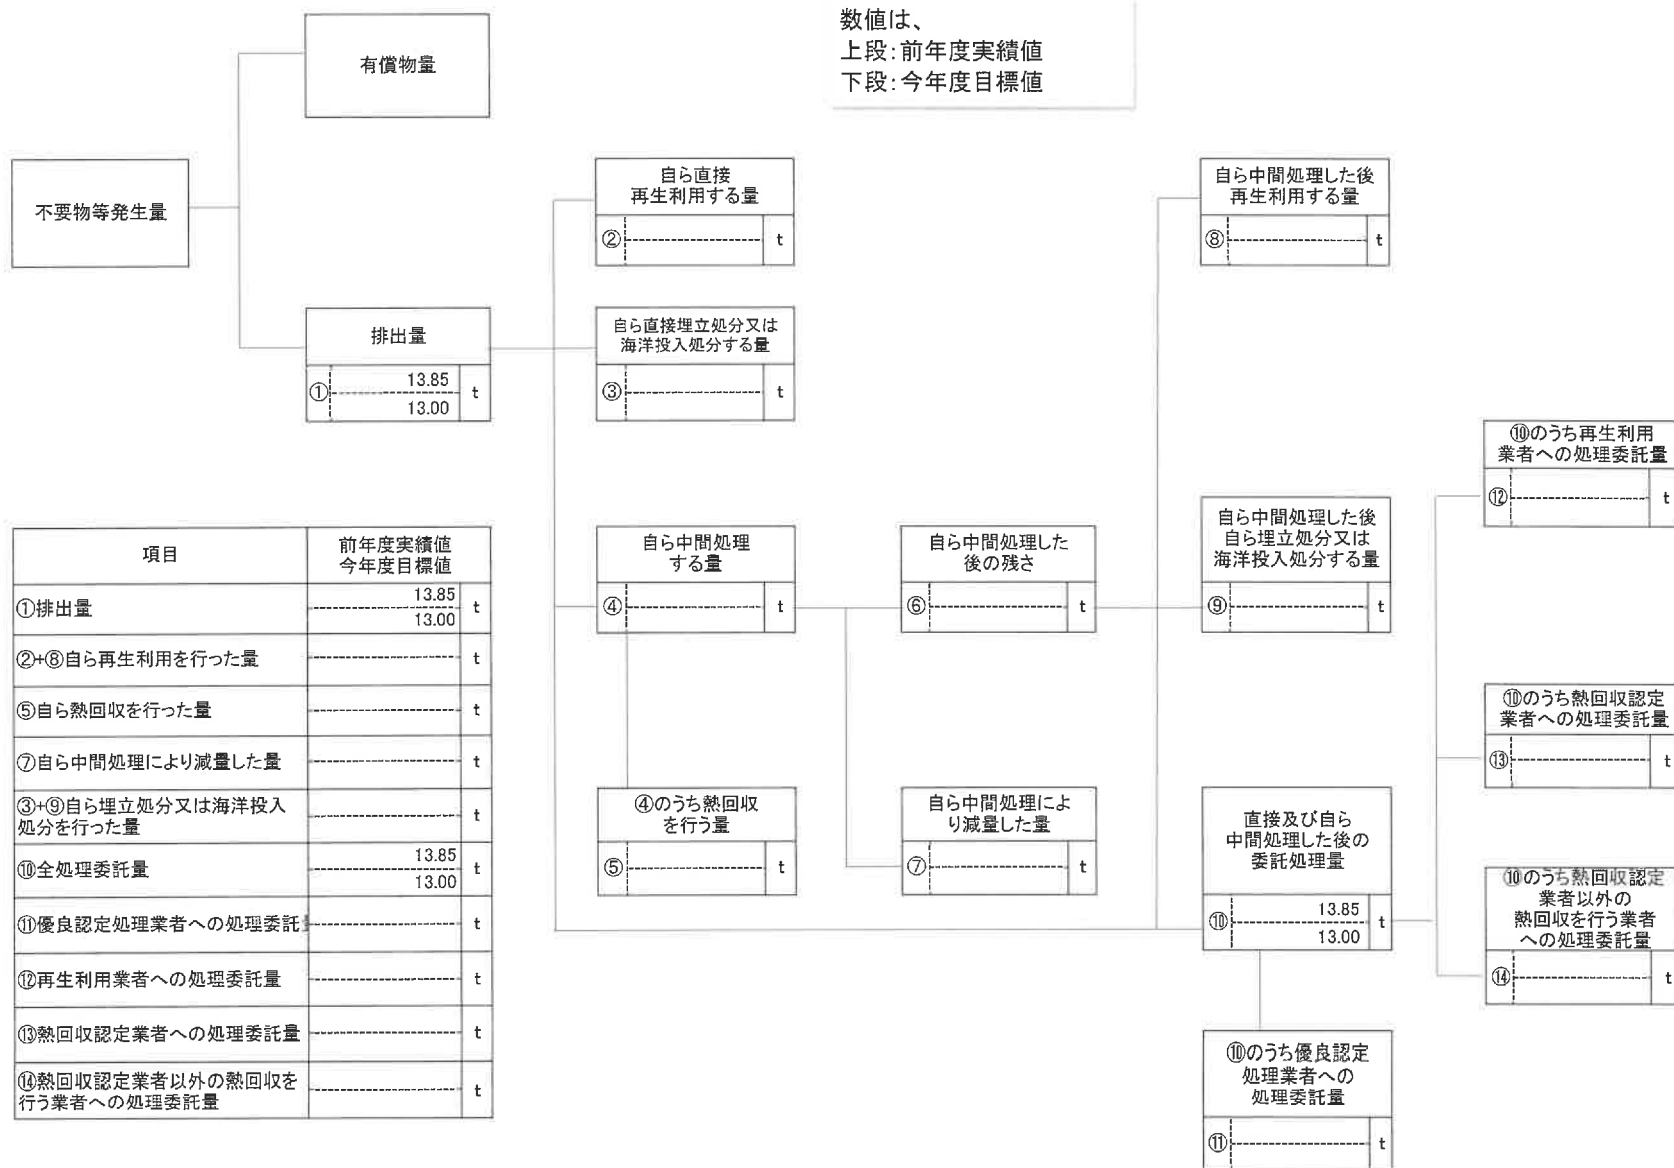 数値は、
上段:前年度実績値
下段:今年度目標値
有償物量
不要物等発生量
排出量
① 13.85 t
13.00
自ら直接
再生利用する量
② t
自ら直接埋立処分又は
海洋投入処分する量
③ t
自ら中間処理した後
再生利用する量
⑧ t
自ら中間処理
する量
④ t
自ら中間処理した
後の残さ
⑥ t
自ら中間処理した後
自ら埋立処分又は
海洋投入処分する量
⑨ t
④のうち熱回収
を行う量
⑤ t
自ら中間処理によ
り減量した量
⑦ t
直接及び自ら
中間処理した後の
委託処理量
⑩ 13.85 t
13.00
⑩のうち優良認定
処理業者への
処理委託量
⑪ t
⑩のうち再生利用
業者への処理委託量
⑫ t
⑩のうち熱回収認定
業者への処理委託量
⑬ t
⑩のうち熱回収認定
業者以外の
熱回収を行う業者
への処理委託量
⑭ t
項目 前年度実績値
今年度目標値
①排出量 13.85 t
13.00
②+⑧自ら再生利用を行った量 t
⑤自ら熱回収を行った量 t
⑦自ら中間処理により減量した量 t
③+⑨自ら埋立処分又は海洋投入
処分を行った量 t
⑩全処理委託量 13.85 t
13.00
⑪優良認定処理業者への処理委託 t
⑫再生利用業者への処理委託量 t
⑬熱回収認定業者への処理委託量 t
⑭熱回収認定業者以外の熱回収を
行う業者への処理委託量 t